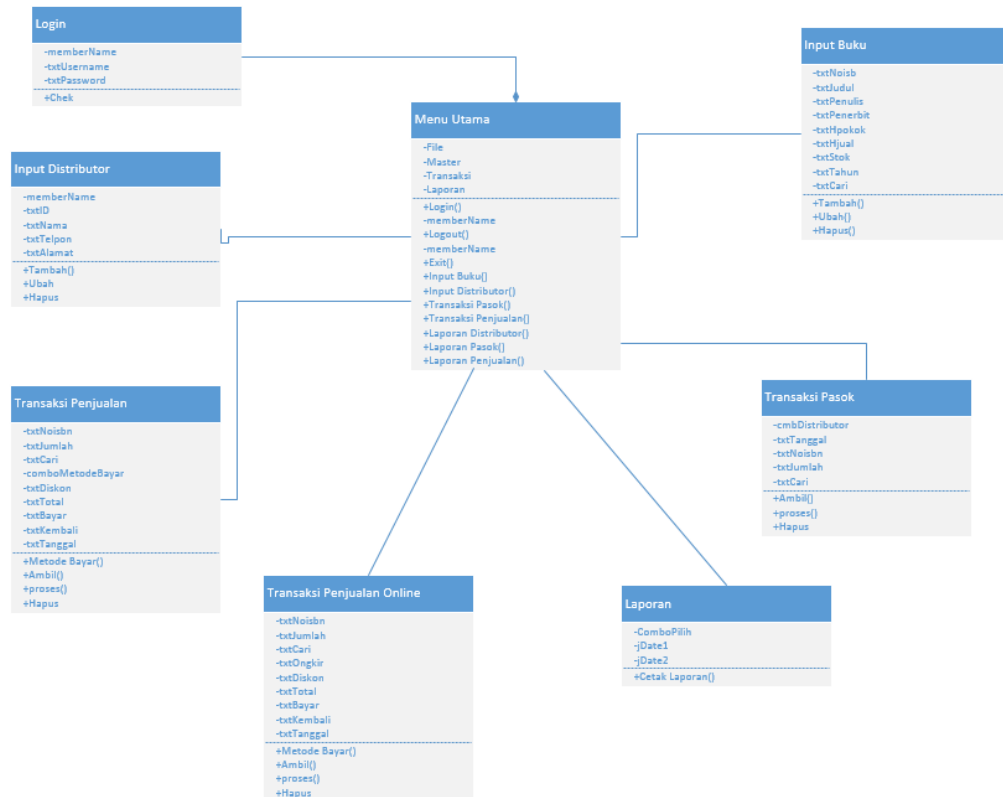 Login
-memberName
-txtUsername
-txtPassword
+Chek
Input Distributor
-memberName
-txtID
-txtNama
-txtTelpon
-txtAlamat
+Tambah()
+Ubah
+Hapus
Menu Utama
-File
-Master
-Transaksi
-Laporan
+Login()
-memberName
+Logout()
-memberName
+Exit()
+Input Buku()
+Input Distributor()
+Transaksi Pasok()
+Transaksi Penjualan()
+Laporan Distributor()
+Laporan Pasok()
+Laporan Penjualan()
Input Buku
-txtNoisb
-txtJudul
-txtPenulis
-txtPenerbit
-txtHpokok
-txtHjual
-txtStok
-txtTahun
-txtCari
+Tambah()
+Ubah()
+Hapus()
Transaksi Penjualan
-txtNoisbn
-txtJumlah
-txtCari
-comboMetodeBayar
-txtDiskon
-txtTotal
-txtBayar
-txtKembali
-txtTanggal
+Metode Bayar()
+Ambil()
+proses()
+Hapus
Transaksi Penjualan Online
-txtNoisbn
-txtJumlah
-txtCari
-txtOngkir
-txtDiskon
-txtTotal
-txtBayar
-txtKembali
-txtTanggal
+Metode Bayar()
+Ambil()
+proses()
+Hapus
Laporan
-ComboPilih
-jDate1
-jDate2
+Cetak Laporan()
Transaksi Pasok
-cmbDistributor
-txtTanggal
-txtNoisbn
-txtJumlah
-txtCari
+Ambil()
+proses()
+Hapus